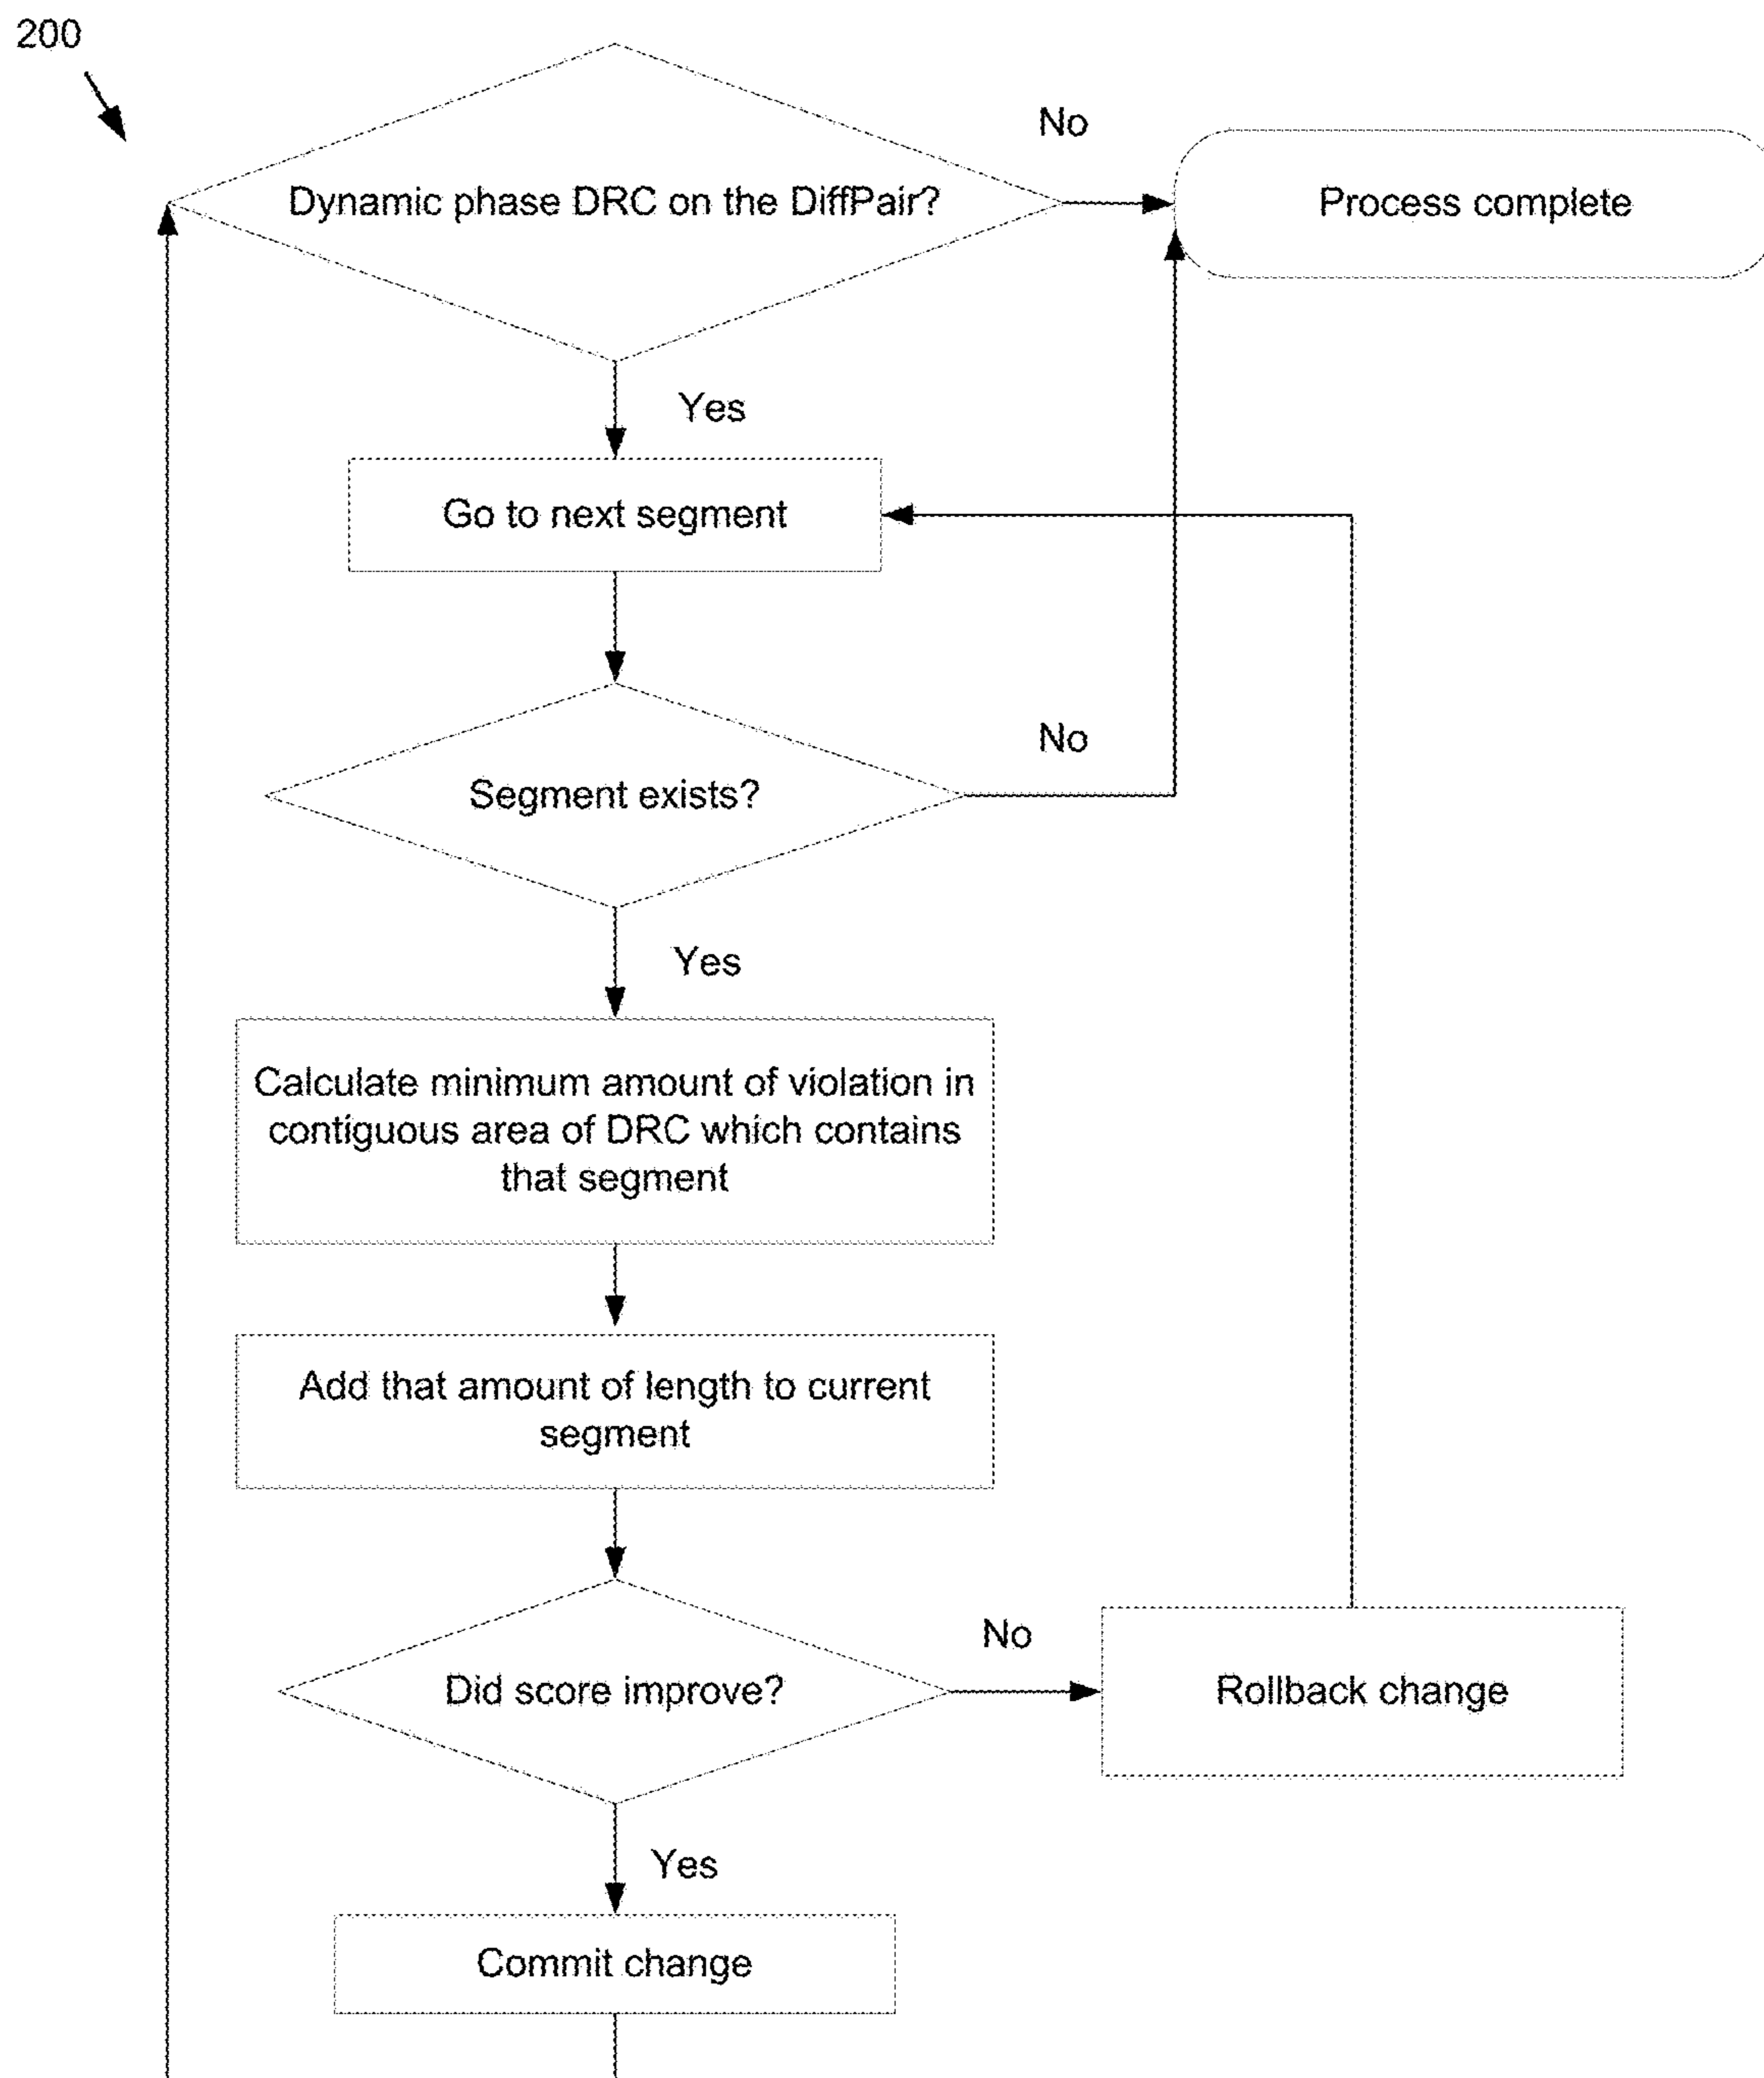 200
No
Dynamic phase DRC on the DiffPair?
Process complete
Yes
Go to next segment
No
Segment exists?
Yes
Calculate minimum amount of violation in
contiguous area of DRC which contains
that segment
Add that amount of length to current
segment
No
Did score improve?
Rollback change
Yes
Commit change